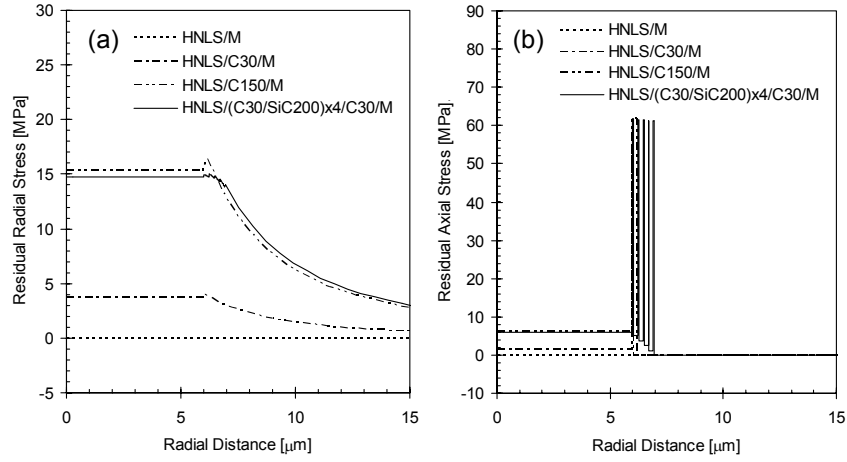 (a)
HNLS/M
HNLS/C30/M
HNLS/C150/M
HNLS/(C30/SiC200)x4/C30/M
30
25
20
15
10
5
0
-5
Residual Radial Stress [MPa]
0 5 10 15
Radial Distance [μm]
(b)
HNLS/M
HNLS/C30/M
HNLS/C150/M
HNLS/(C30/SiC200)x4/C30/M
90
80
70
60
50
40
30
20
10
0
-10
Residual Axial Stress [MPa].
0 5 10 15
Radial Distance [μm]